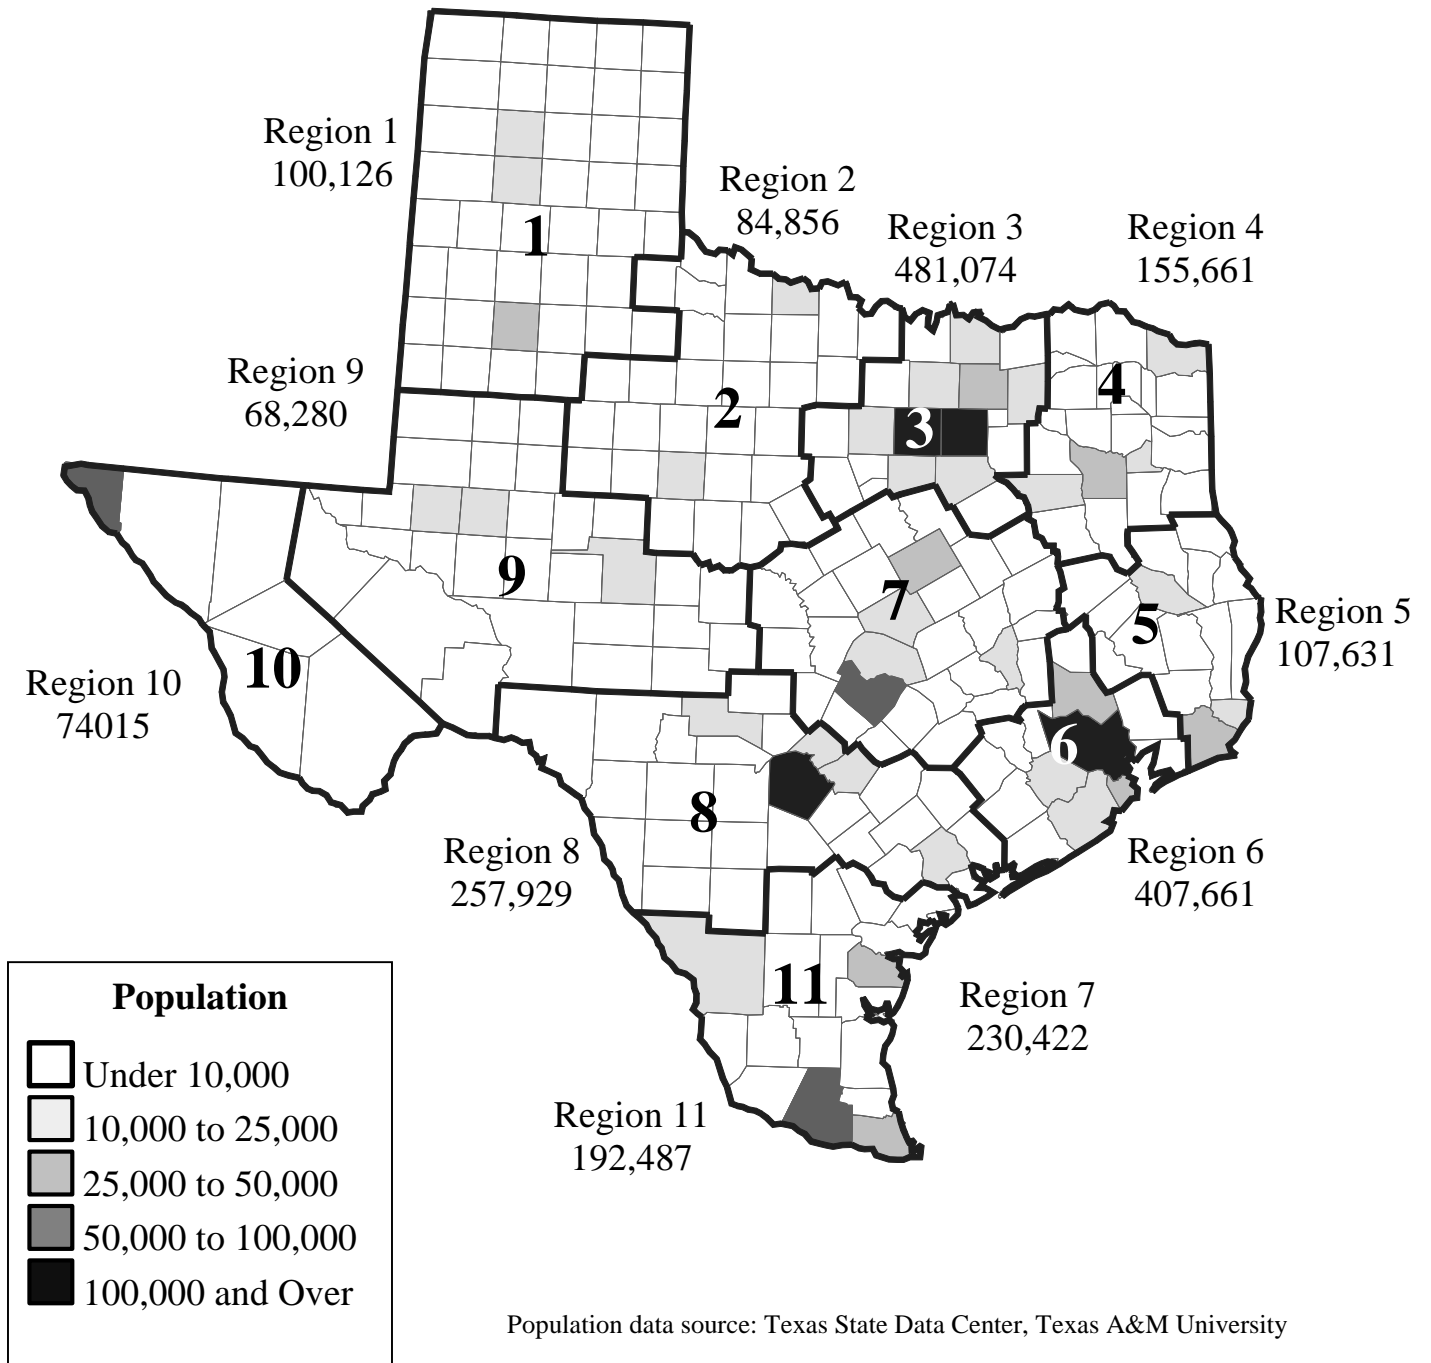 Region 1
100,126
Region 2
84,856
Region 3
481,074
Region 4
155,661
1
Region 9
68,280
2
3
4
9
7
5
Region 5
107,631
10
Region 10
74015
6
8
Region 8
257,929
Region 6
407,661
11
Region 7
230,422
Region 11
192,487
Population
Under 10,000
10,000 to 25,000
25,000 to 50,000
50,000 to 100,000
100,000 and Over
Population data source: Texas State Data Center, Texas A&M University